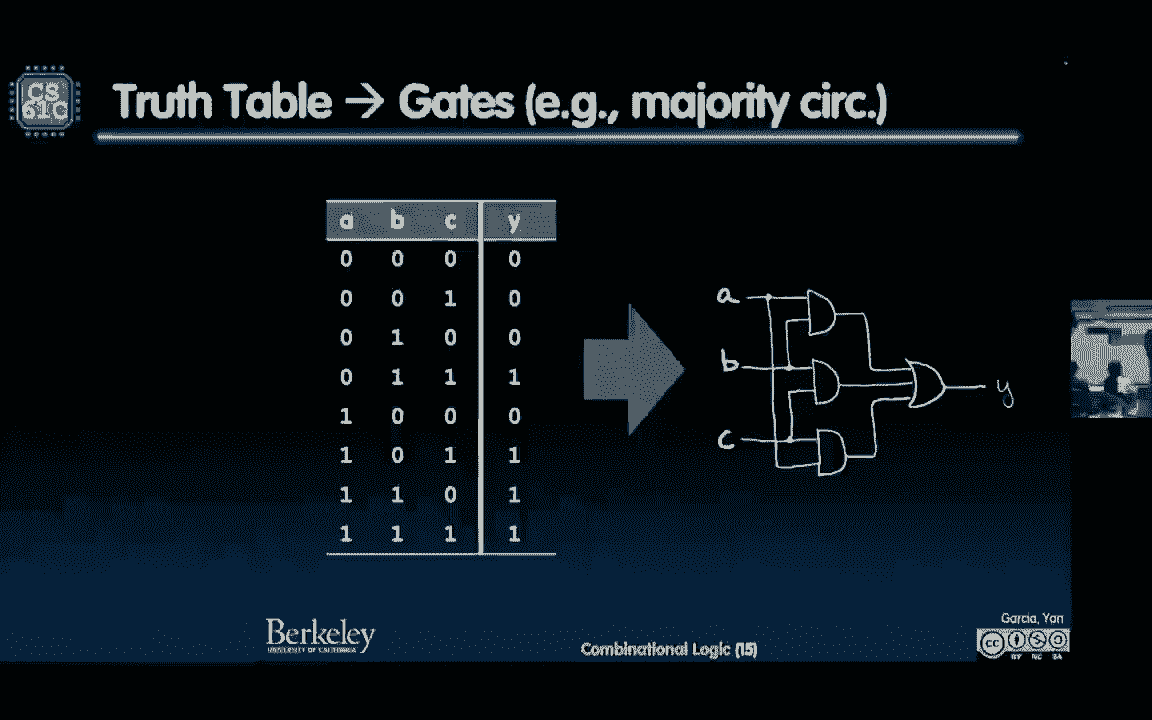 CS
61C
Truth Table → Gates (e.g., majority circ.)
a b c y
0 0 0 0
0 0 1 0
0 1 0 0
0 1 1 1
1 0 0 0
1 0 1 1
1 1 0 1
1 1 1 1
a
b
c
y
Berkeley
UNIVERSITY OF CALIFORNIA
Combinational Logic (15)
Garcia, Yan
cc
BY NC SA